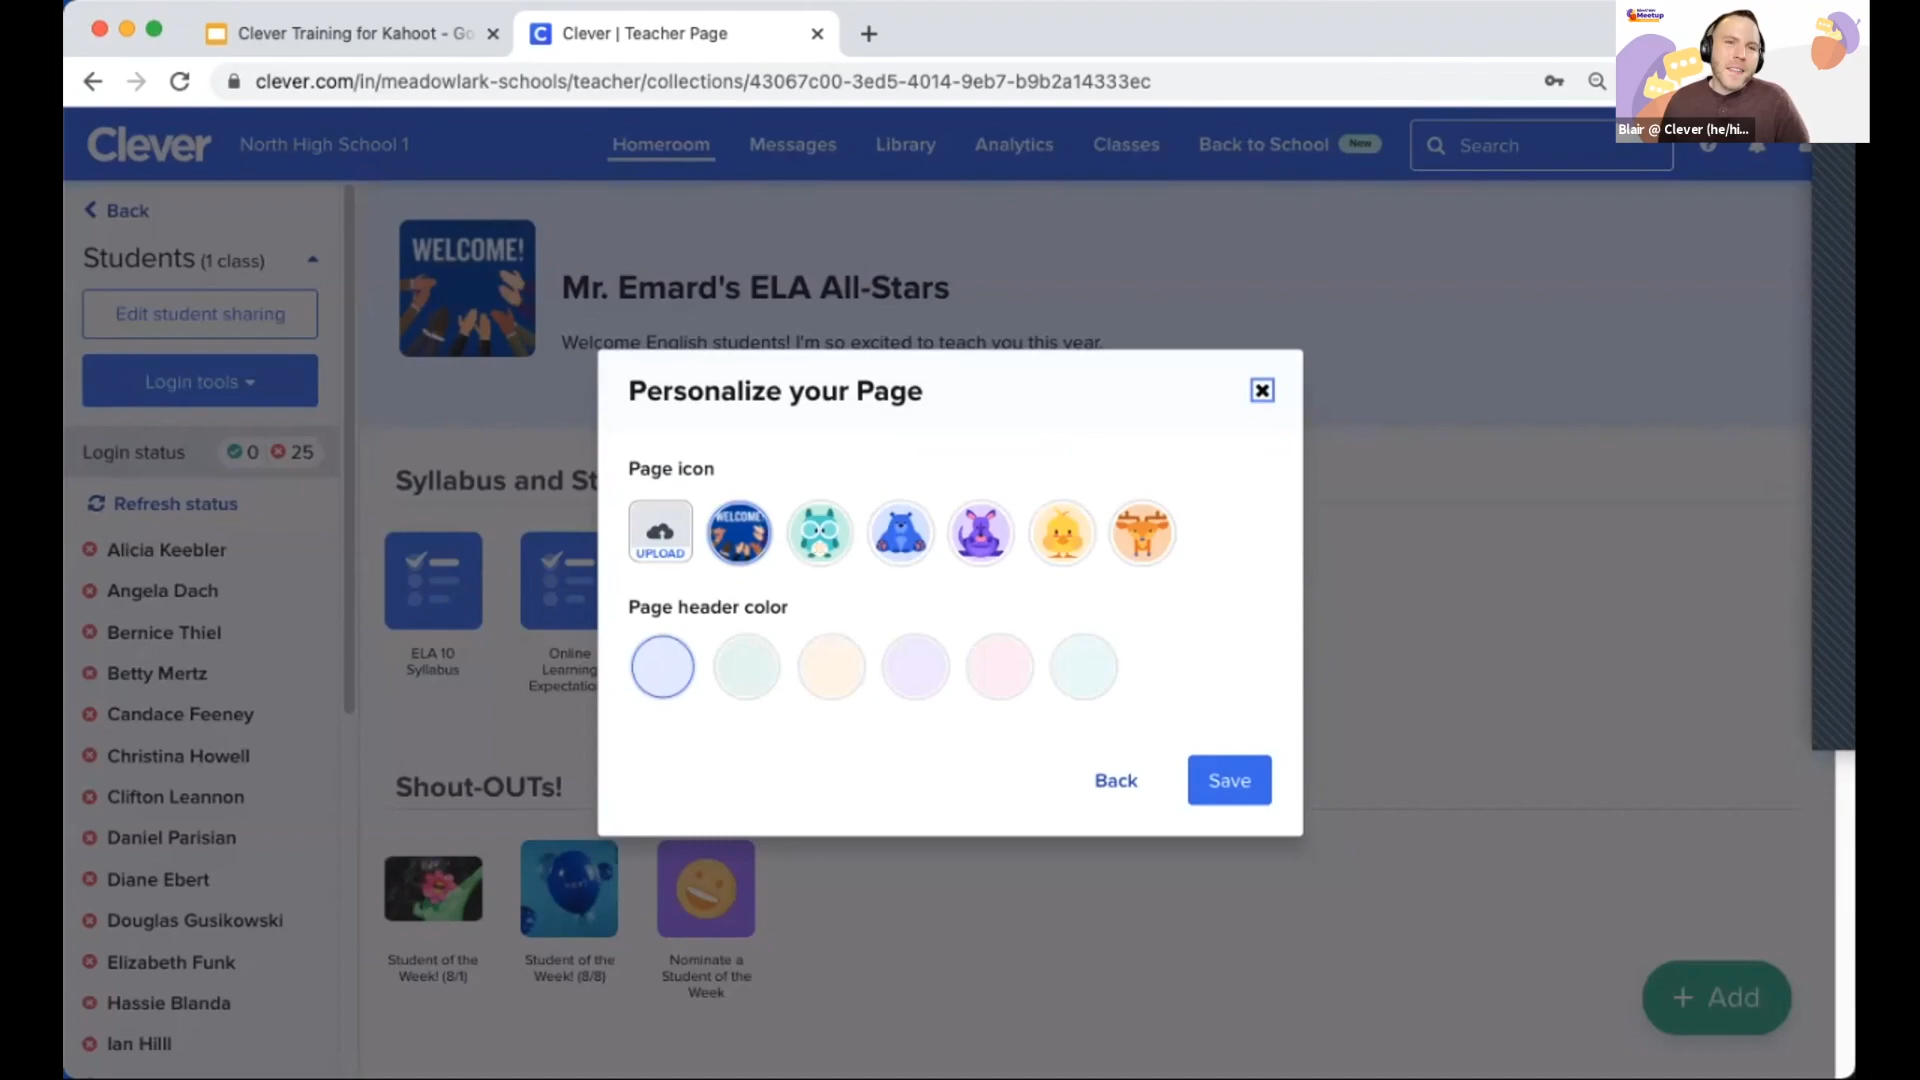 Clever Training for Kahoot - Go
Clever | Teacher Page
clever.com/in/meadowlark-schools/teacher/collections/43067c00-3ed5-4014-9eb7-b9b2a14333ec
Meetup
Blair @ Clever (he/hi...
Clever
North High School 1
Homeroom
Messages
Library
Analytics
Classes
Back to School
New
Search
Back
Students (1 class)
Edit student sharing
Login tools
Login status
0
25
Refresh status
Alicia Keebler
Angela Dach
Bernice Thiel
Betty Mertz
Candace Feeney
Christina Howell
Clifton Leannon
Daniel Parisian
Diane Ebert
Douglas Gusikowski
Elizabeth Funk
Hassie Blanda
Ian Hilll
WELCOME!
Mr. Emard's ELA All-Stars
Welcome English students! I'm so excited to teach you this year.
Syllabus and St
ELA 10
Syllabus
Online
Learning
Expectatio
Personalize your Page
Page icon
UPLOAD
WELCOME
Page header color
Back
Save
Shout-OUTs!
Student of the
Week! (8/1)
Student of the
Week! (8/8)
Nominate a
Student of the
Week
+ Add